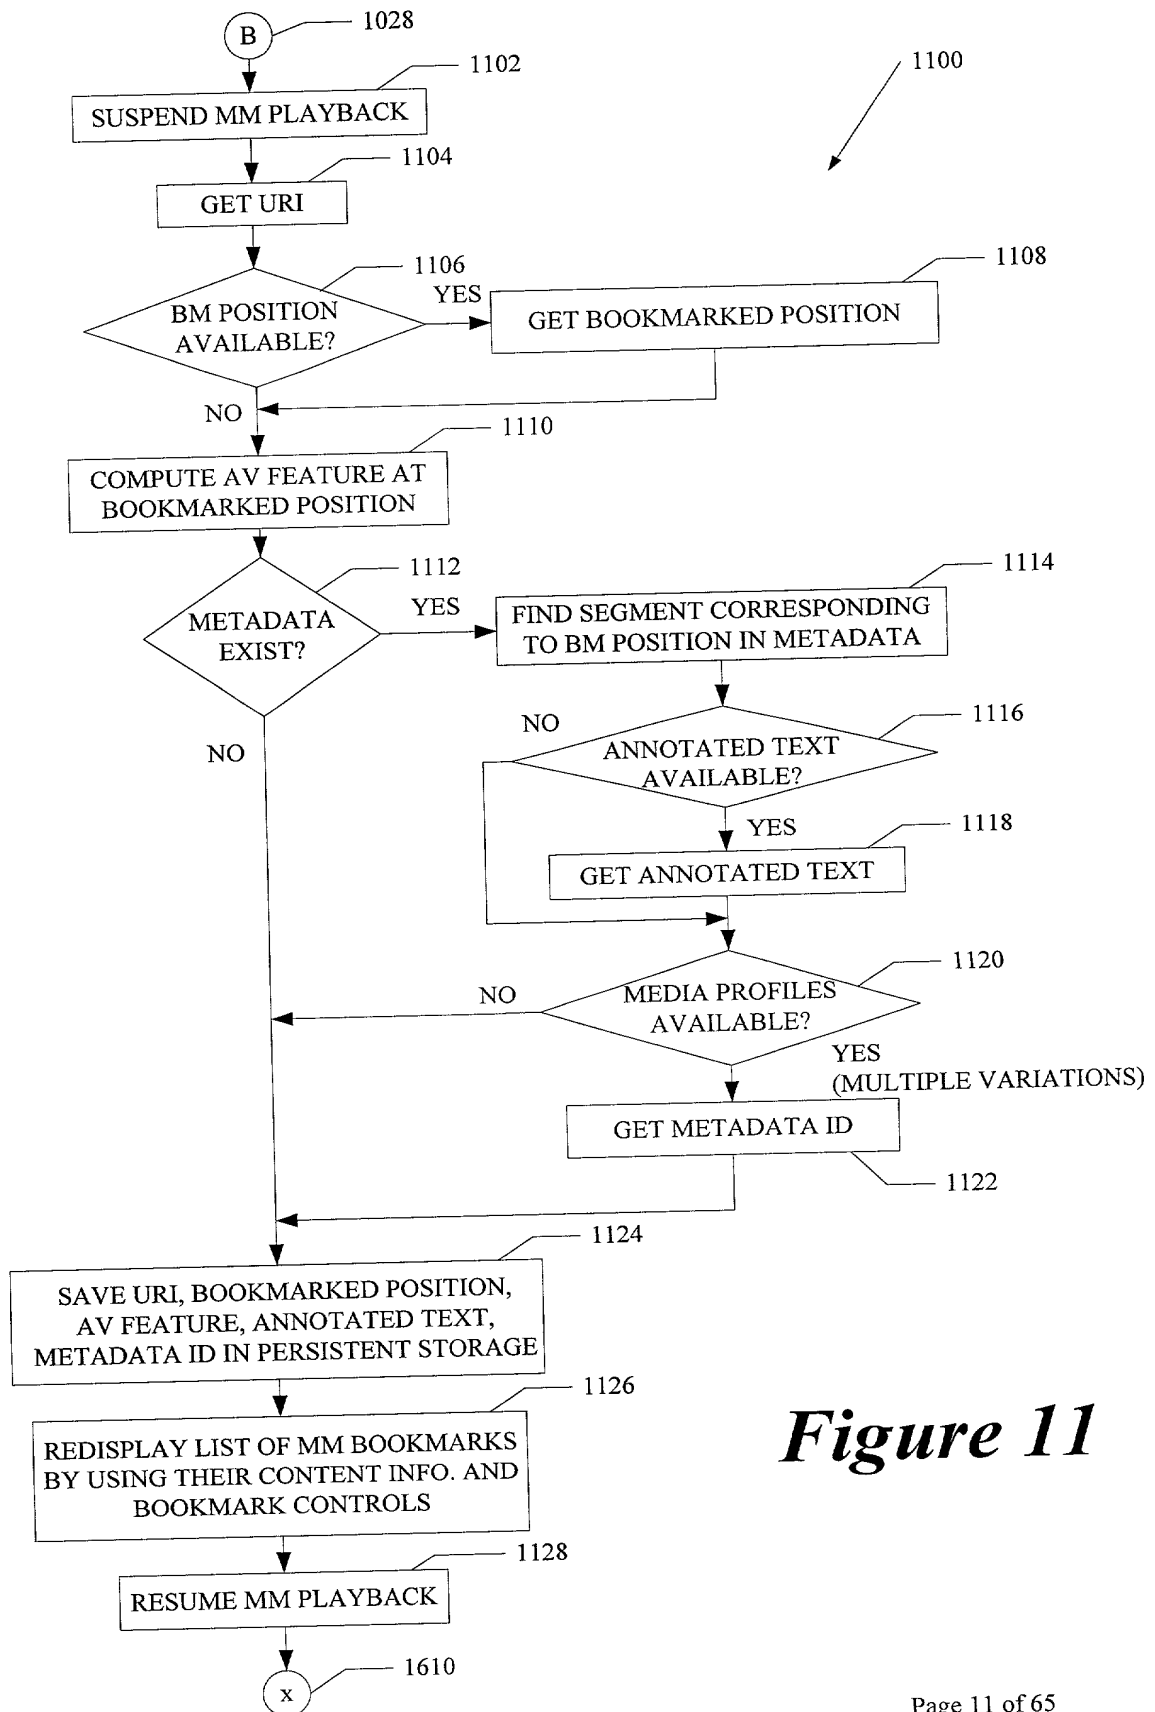 B
1028
1102
1100
SUSPEND MM PLAYBACK
1104
GET URI
1106
1108
BM POSITION
AVAILABLE?
YES
GET BOOKMARKED POSITION
NO
1110
COMPUTE AV FEATURE AT
BOOKMARKED POSITION
1112
1114
METADATA
EXIST?
YES
FIND SEGMENT CORRESPONDING
TO BM POSITION IN METADATA
NO
NO
1116
ANNOTATED TEXT
AVAILABLE?
YES
1118
GET ANNOTATED TEXT
1120
NO
MEDIA PROFILES
AVAILABLE?
YES
(MULTIPLE VARIATIONS)
GET METADATA ID
1122
1124
SAVE URI, BOOKMARKED POSITION,
AV FEATURE, ANNOTATED TEXT,
METADATA ID IN PERSISTENT STORAGE
1126
REDISPLAY LIST OF MM BOOKMARKS
BY USING THEIR CONTENT INFO. AND
BOOKMARK CONTROLS
Figure 11
1128
RESUME MM PLAYBACK
1610
x
Page 11 of 65